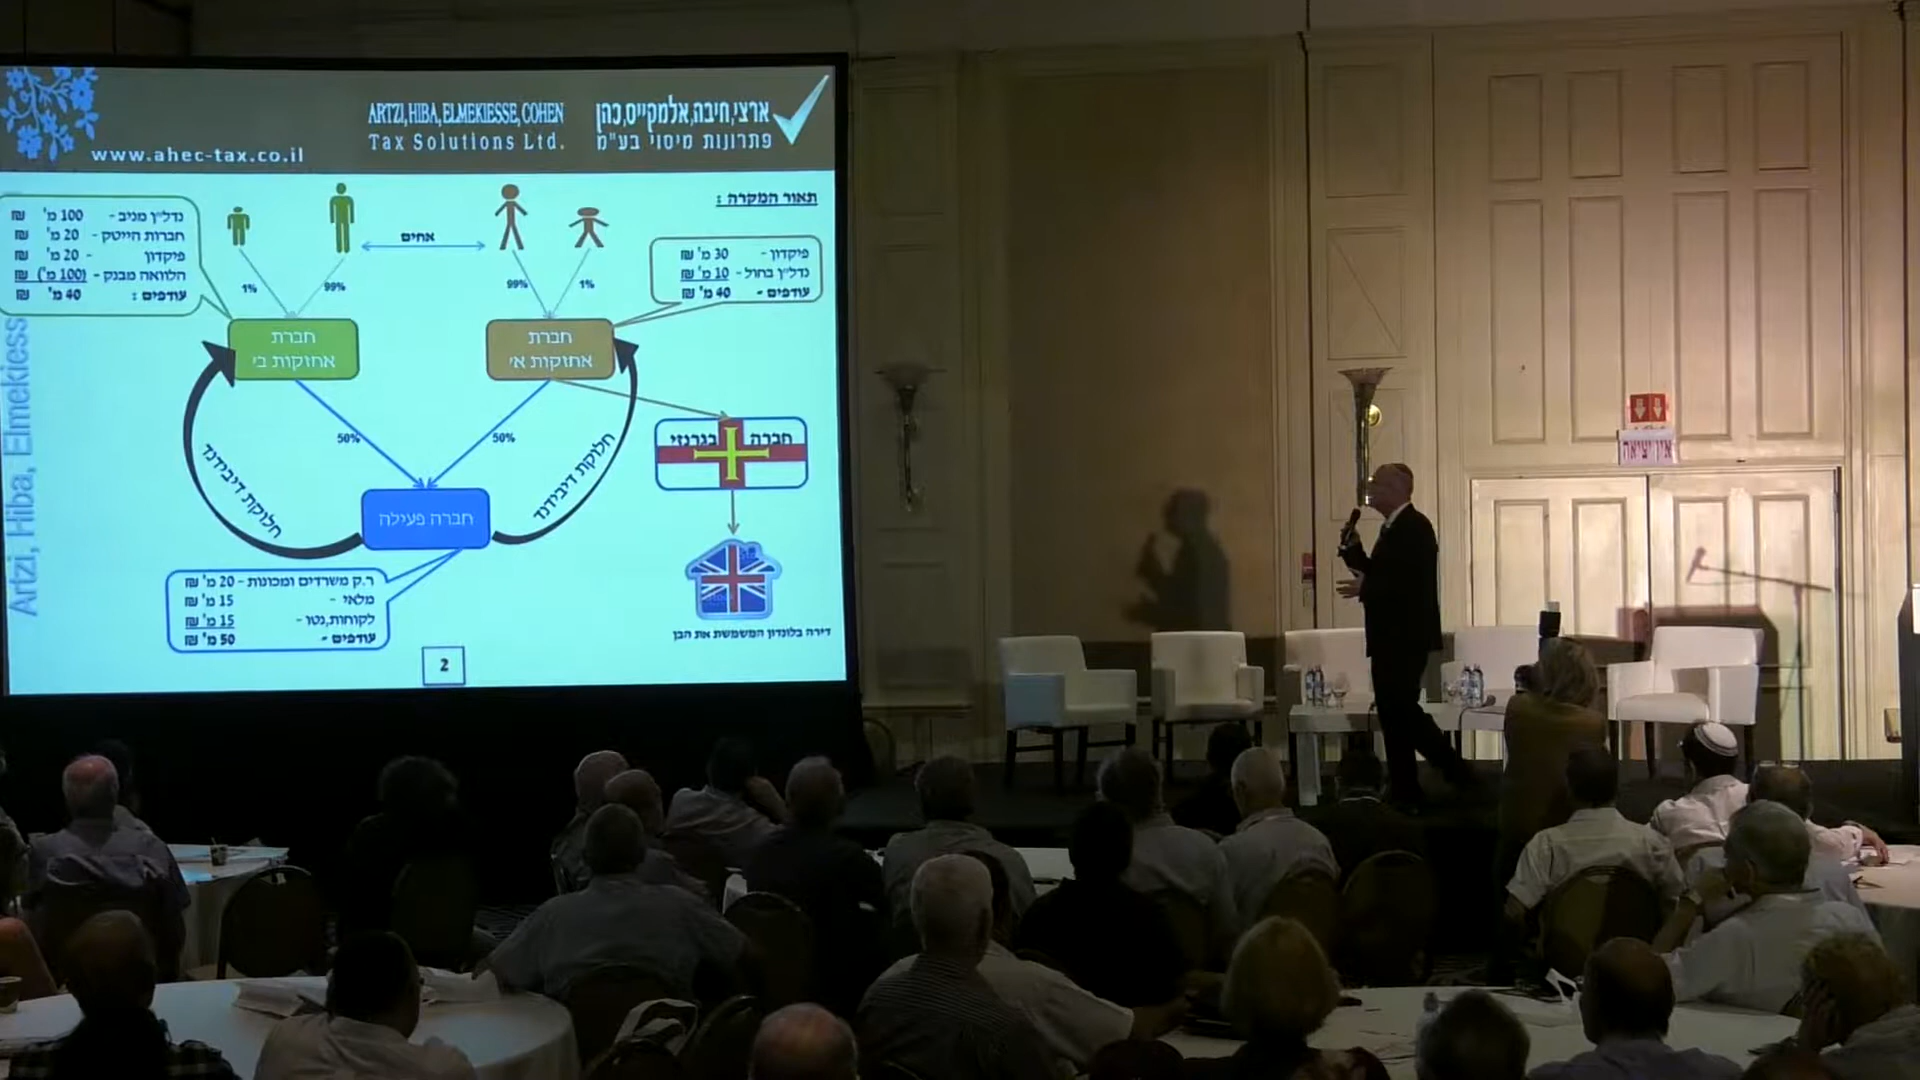 ARTZI, HIBA, ELMEKIESSE, COHEN
Tax Solutions Ltd.
ארצי, חיבה, אלמקייס, כהן
פתרונות מיסוי בע"מ
www.ahec-tax.co.il
תאור המקרה :
נדל"ן מניב - 100 מ' ₪
חברות הייטק - 20 מ' ₪
פיקדון - 20 מ' ₪
הלוואה מבנק - (100 מ') ₪
עודפים : 40 מ' ₪
אחים
פיקדון - 30 מ' ₪
נדל"ן בחול - 10 מ' ₪
עודפים - 40 מ' ₪
1%
99%
99%
1%
חברת
אחזקות ב'
חברת
אחזקות א'
50%
50%
חברה בגרנזי
חלוקת דיבידנד
חלוקת דיבידנד
חברה פעילה
ר.ק משרדים ומכונות - 20 מ' ₪
מלאי - 15 מ' ₪
לקוחות,נטו - 15 מ' ₪
עודפים - 50 מ' ₪
דירה בלונדון המשמשת את הבן
2
Artzi, Hiba, Elmekiess
אין יציאה